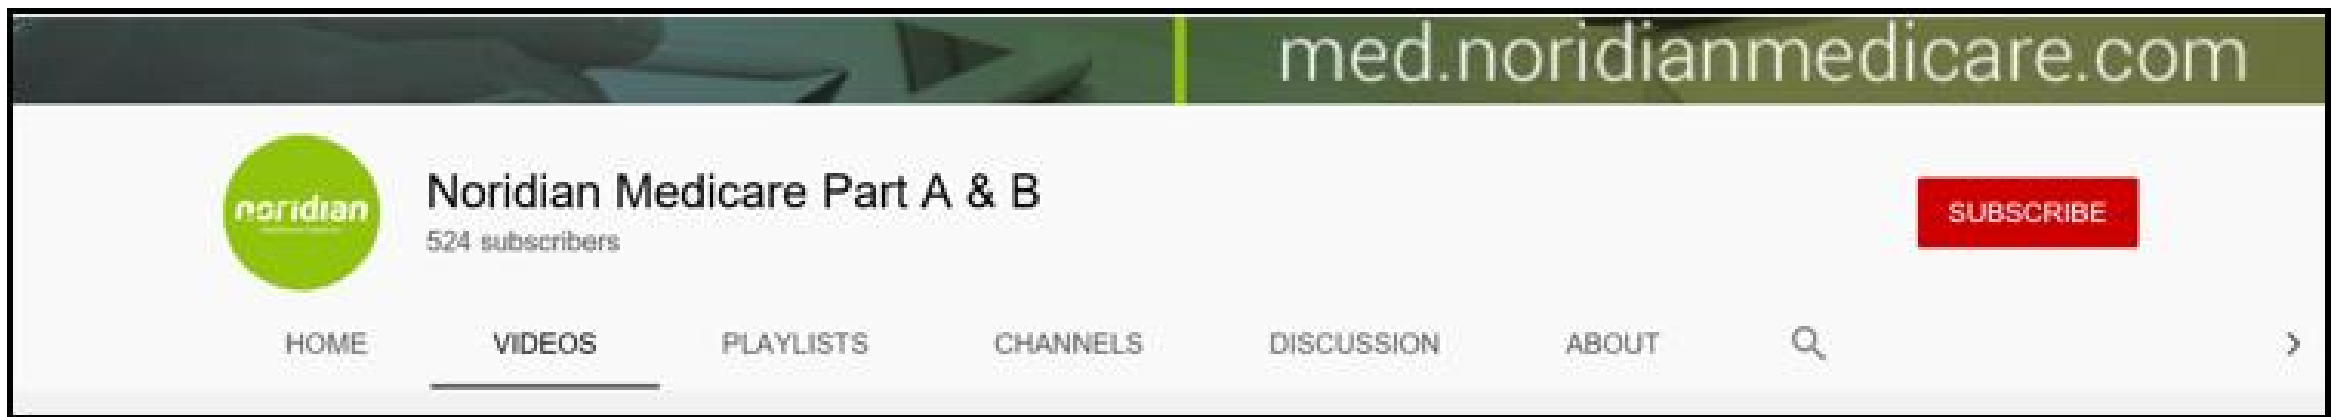 med.noridianmedicare.com
noridian
Noridian Medicare Part A & B
524 subscribers
SUBSCRIBE
HOME VIDEOS PLAYLISTS CHANNELS DISCUSSION ABOUT